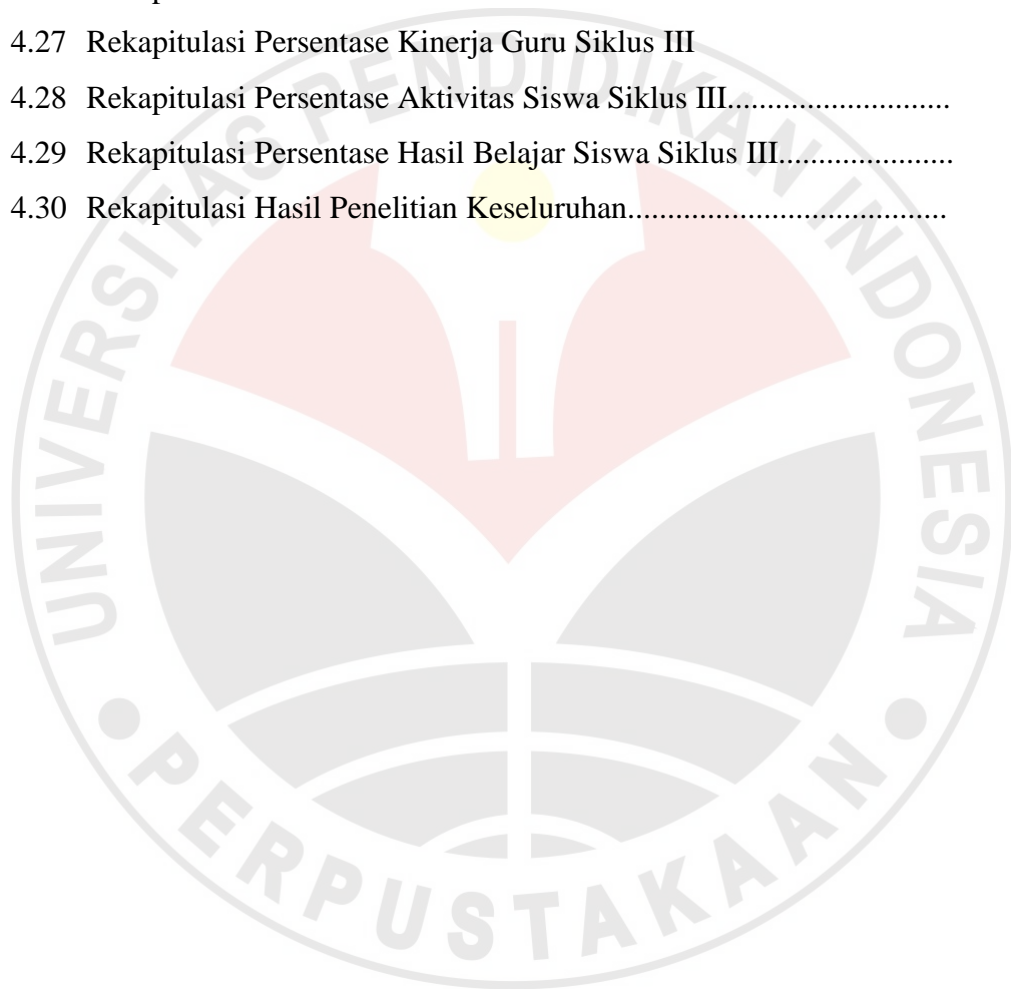 4.27 Rekapitulasi Persentase Kinerja Guru Siklus III
4.28 Rekapitulasi Persentase Aktivitas Siswa Siklus III............................
4.29 Rekapitulasi Persentase Hasil Belajar Siswa Siklus III......................
4.30 Rekapitulasi Hasil Penelitian Keseluruhan........................................
UNIVERSITAS PENDIDIKAN INDONESIA
PERPUSTAKAAN